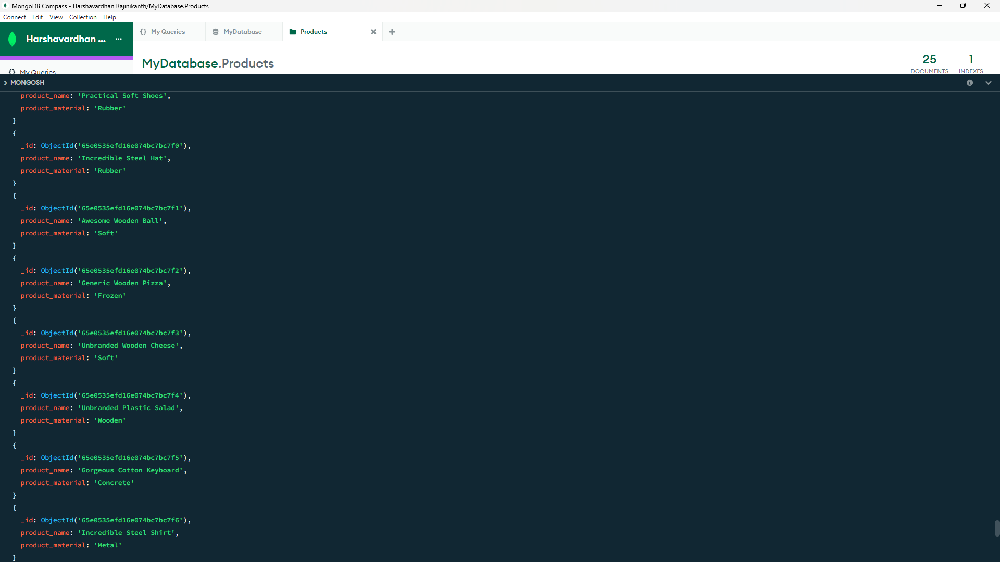 MongoDB Compass - Harshavardhan Rajinikanth/MyDatabase.Products
Connect Edit View Collection Help
Harshavardhan ... ···
{} My Queries
MyDatabase
Products
{} My Queries
MyDatabase.Products
25
DOCUMENTS
1
INDEXES
>_MONGOSH
product_name: 'Practical Soft Shoes',
product_material: 'Rubber'
}
{
_id: ObjectId('65e0535efd16e074bc7bc7f0'),
product_name: 'Incredible Steel Hat',
product_material: 'Rubber'
}
{
_id: ObjectId('65e0535efd16e074bc7bc7f1'),
product_name: 'Awesome Wooden Ball',
product_material: 'Soft'
}
{
_id: ObjectId('65e0535efd16e074bc7bc7f2'),
product_name: 'Generic Wooden Pizza',
product_material: 'Frozen'
}
{
_id: ObjectId('65e0535efd16e074bc7bc7f3'),
product_name: 'Unbranded Wooden Cheese',
product_material: 'Soft'
}
{
_id: ObjectId('65e0535efd16e074bc7bc7f4'),
product_name: 'Unbranded Plastic Salad',
product_material: 'Wooden'
}
{
_id: ObjectId('65e0535efd16e074bc7bc7f5'),
product_name: 'Gorgeous Cotton Keyboard',
product_material: 'Concrete'
}
{
_id: ObjectId('65e0535efd16e074bc7bc7f6'),
product_name: 'Incredible Steel Shirt',
product_material: 'Metal'
}